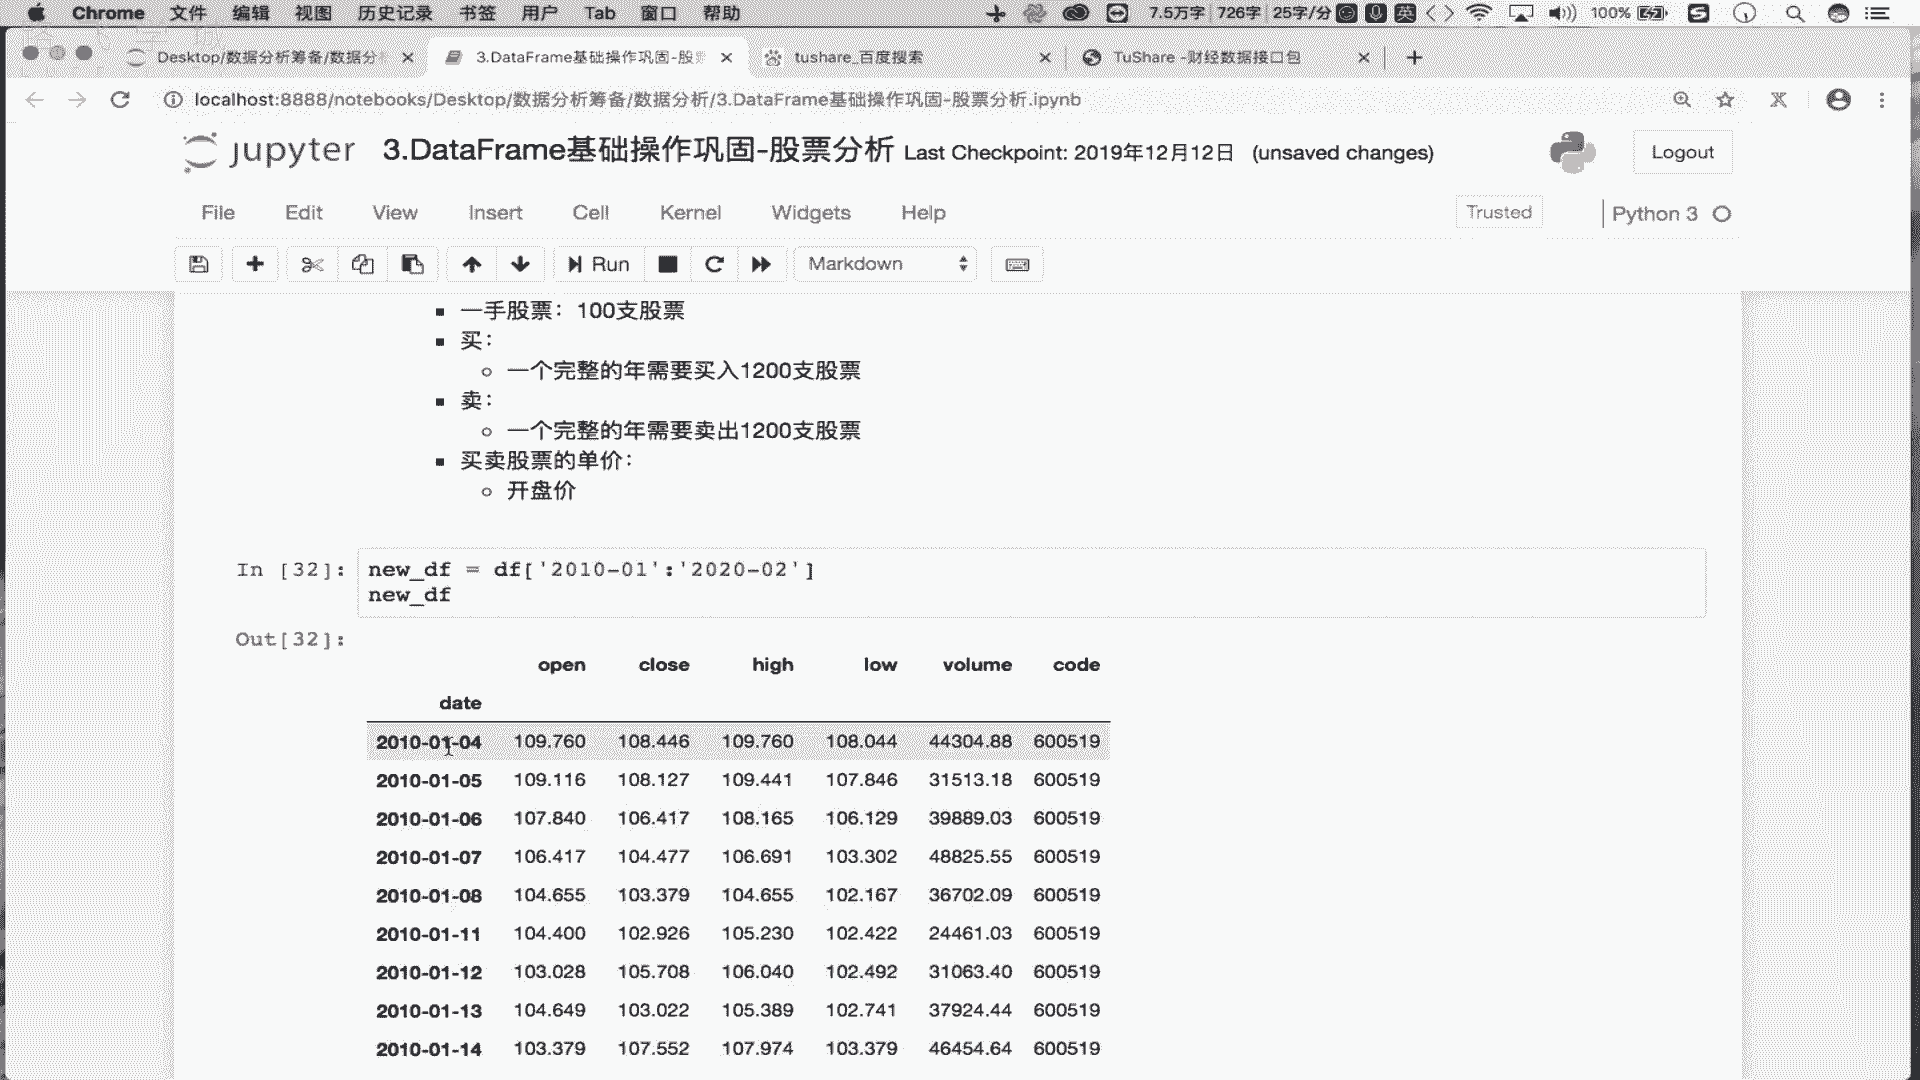 Chrome 文件 编辑 视图 历史记录 书签 用户 Tab 窗口 帮助 7.5万字 726字 25字/分 英 100%
Desktop/数据分析筹备/数据分 3.DataFrame基础操作巩固-股 tushare_百度搜索 TuShare -财经数据接口包
localhost:8888/notebooks/Desktop/数据分析筹备/数据分析/3.DataFrame基础操作巩固-股票分析.ipynb
jupyter 3.DataFrame基础操作巩固-股票分析 Last Checkpoint: 2019年12月12日 (unsaved changes) Logout
File Edit View Insert Cell Kernel Widgets Help Trusted Python 3
Run Markdown
一手股票：100支股票
买：
一个完整的年需要买入1200支股票
卖：
一个完整的年需要卖出1200支股票
买卖股票的单价：
开盘价
In [32]: new_df = df['2010-01':'2020-02']
new_df
Out[32]:
open close high low volume code
date
2010-01-04 109.760 108.446 109.760 108.044 44304.88 600519
2010-01-05 109.116 108.127 109.441 107.846 31513.18 600519
2010-01-06 107.840 106.417 108.165 106.129 39889.03 600519
2010-01-07 106.417 104.477 106.691 103.302 48825.55 600519
2010-01-08 104.655 103.379 104.655 102.167 36702.09 600519
2010-01-11 104.400 102.926 105.230 102.422 24461.03 600519
2010-01-12 103.028 105.708 106.040 102.492 31063.40 600519
2010-01-13 104.649 103.022 105.389 102.741 37924.44 600519
2010-01-14 103.379 107.552 107.974 103.379 46454.64 600519